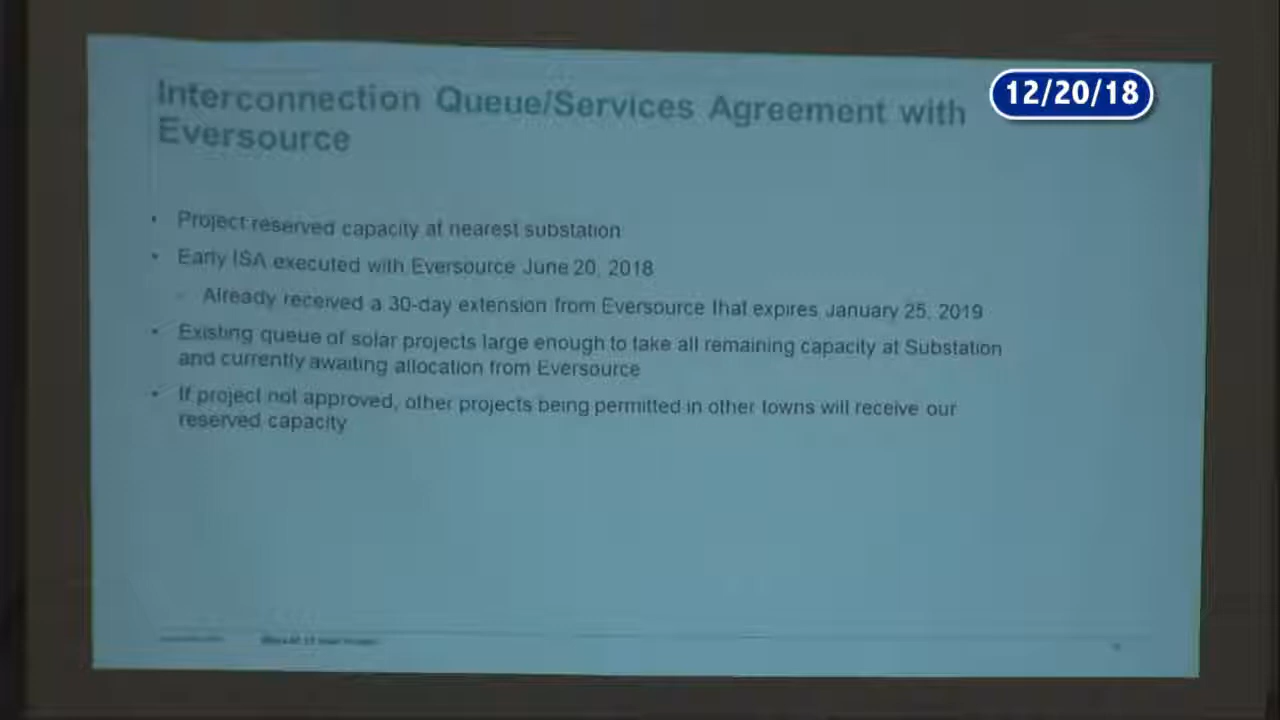 12/20/18
Interconnection Queue/Services Agreement with
Eversource
• Project reserved capacity at nearest substation
• Early ISA executed with Eversource June 20, 2018
- Already received a 30-day extension from Eversource that expires January 25, 2019
• Existing queue of solar projects large enough to take all remaining capacity at Substation
and currently awaiting allocation from Eversource
• If project not approved, other projects being permitted in other towns will receive our
reserved capacity